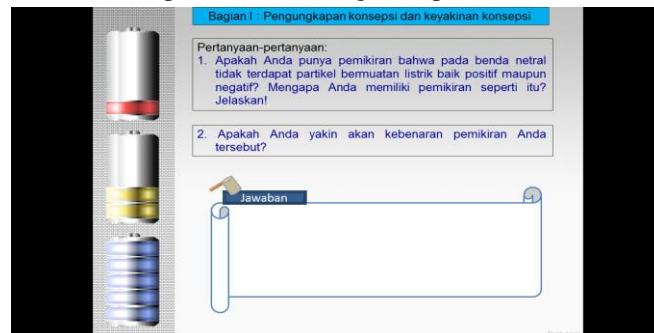 Bagian I : Pengungkapan konsepsi dan keyakinan konsepsi
Pertanyaan-pertanyaan:
1. Apakah Anda punya pemikiran bahwa pada benda netral
tidak terdapat partikel bermuatan listrik baik positif maupun
negatif? Mengapa Anda memiliki pemikiran seperti itu?
Jelaskan!
2. Apakah Anda yakin akan kebenaran pemikiran Anda
tersebut?
Jawaban